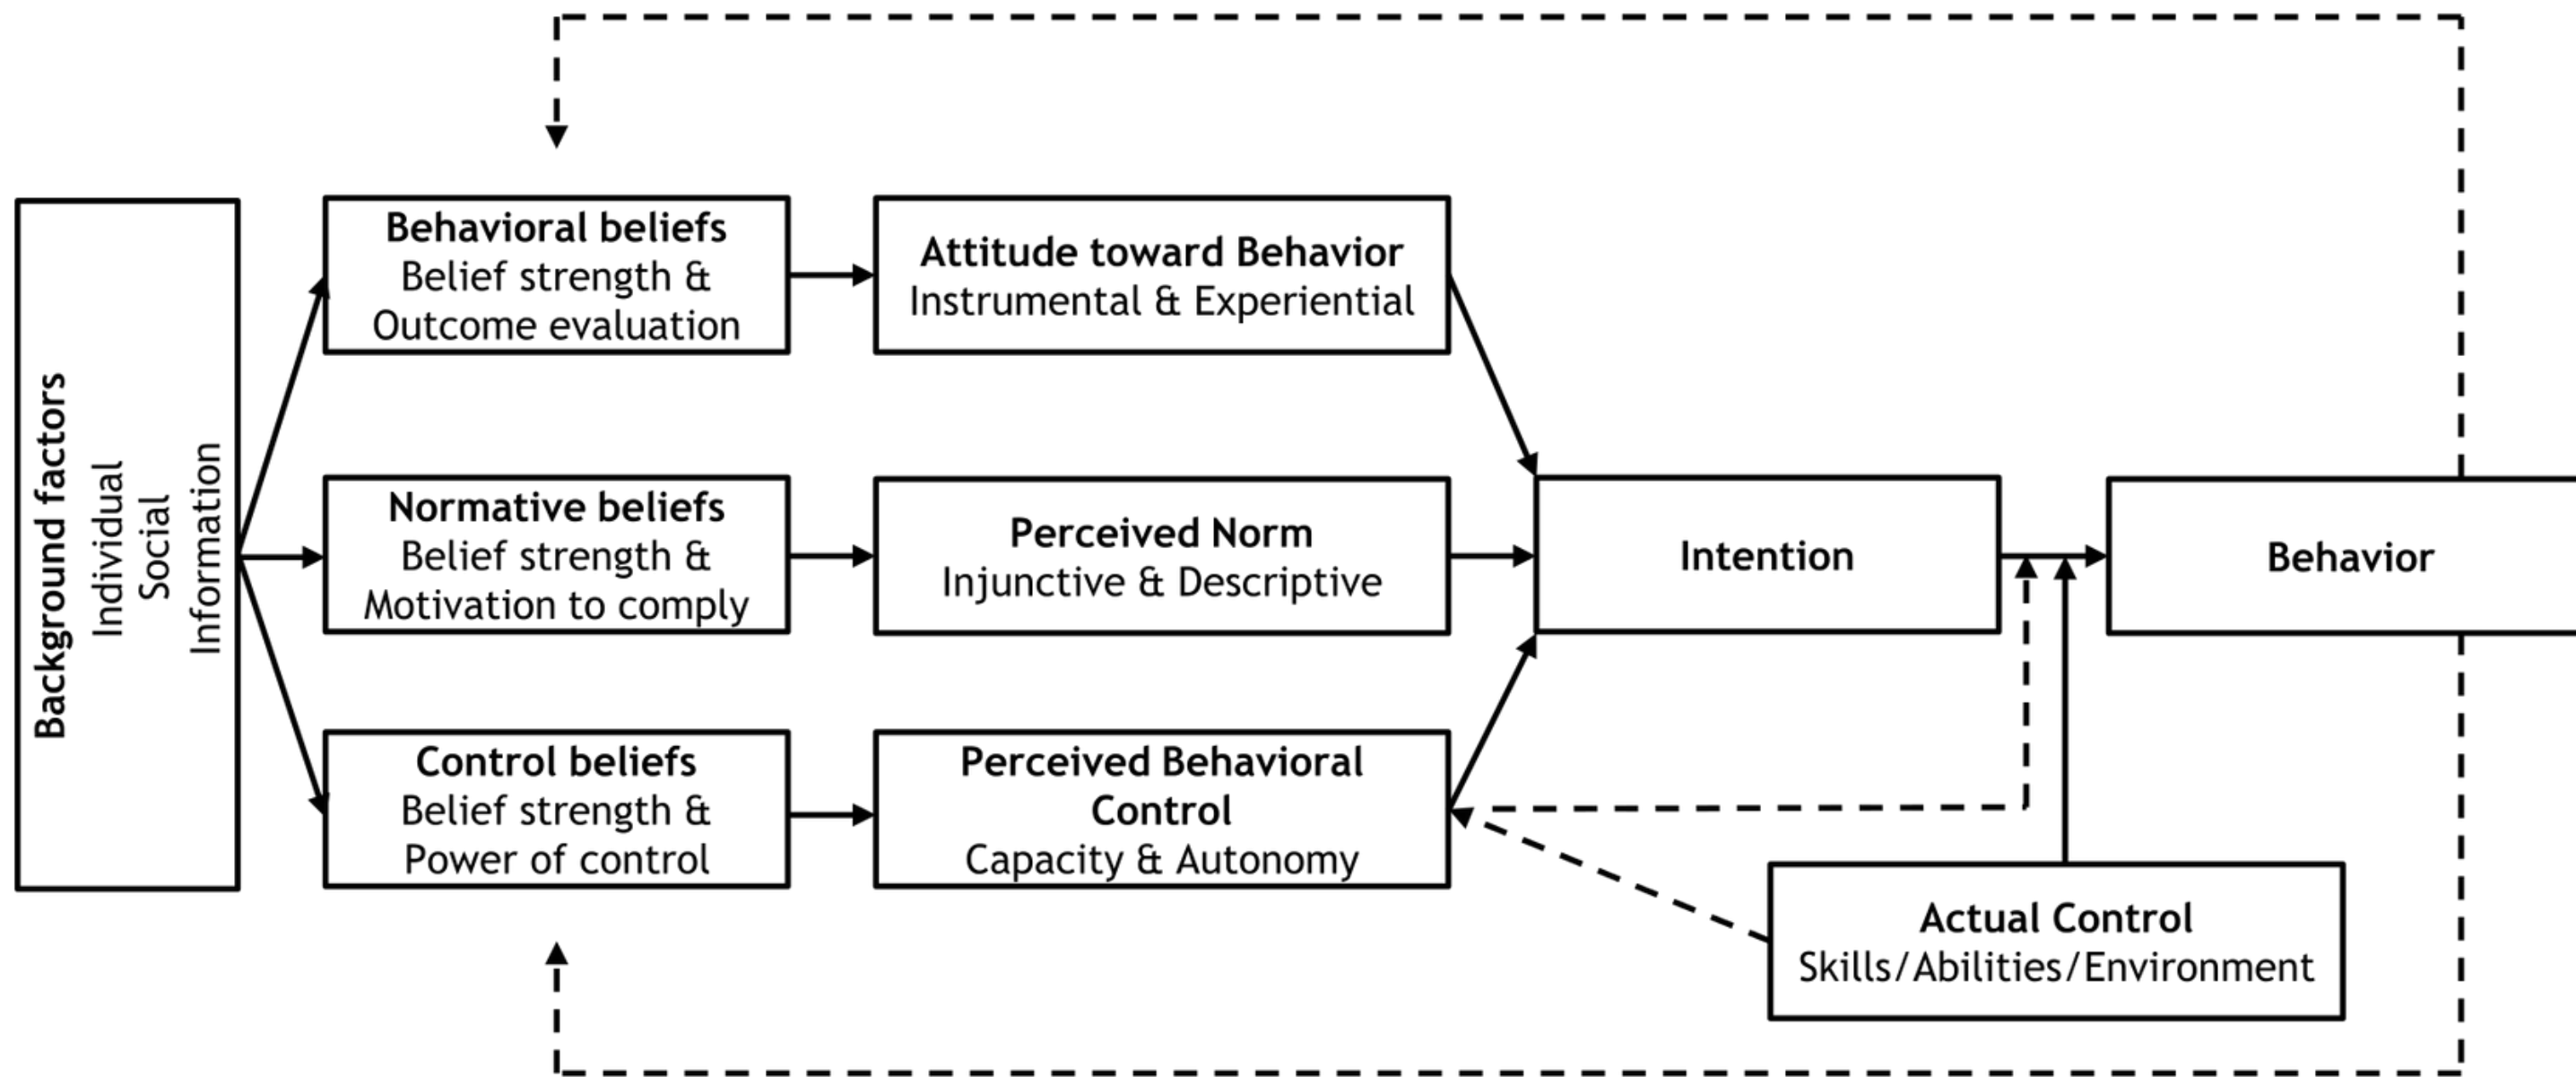 Background factors
Individual
Social
Information
Behavioral beliefs
Belief strength &
Outcome evaluation
Attitude toward Behavior
Instrumental & Experiential
Normative beliefs
Belief strength &
Motivation to comply
Perceived Norm
Injunctive & Descriptive
Intention
Behavior
Control beliefs
Belief strength &
Power of control
Perceived Behavioral
Control
Capacity & Autonomy
Actual Control
Skills/Abilities/Environment